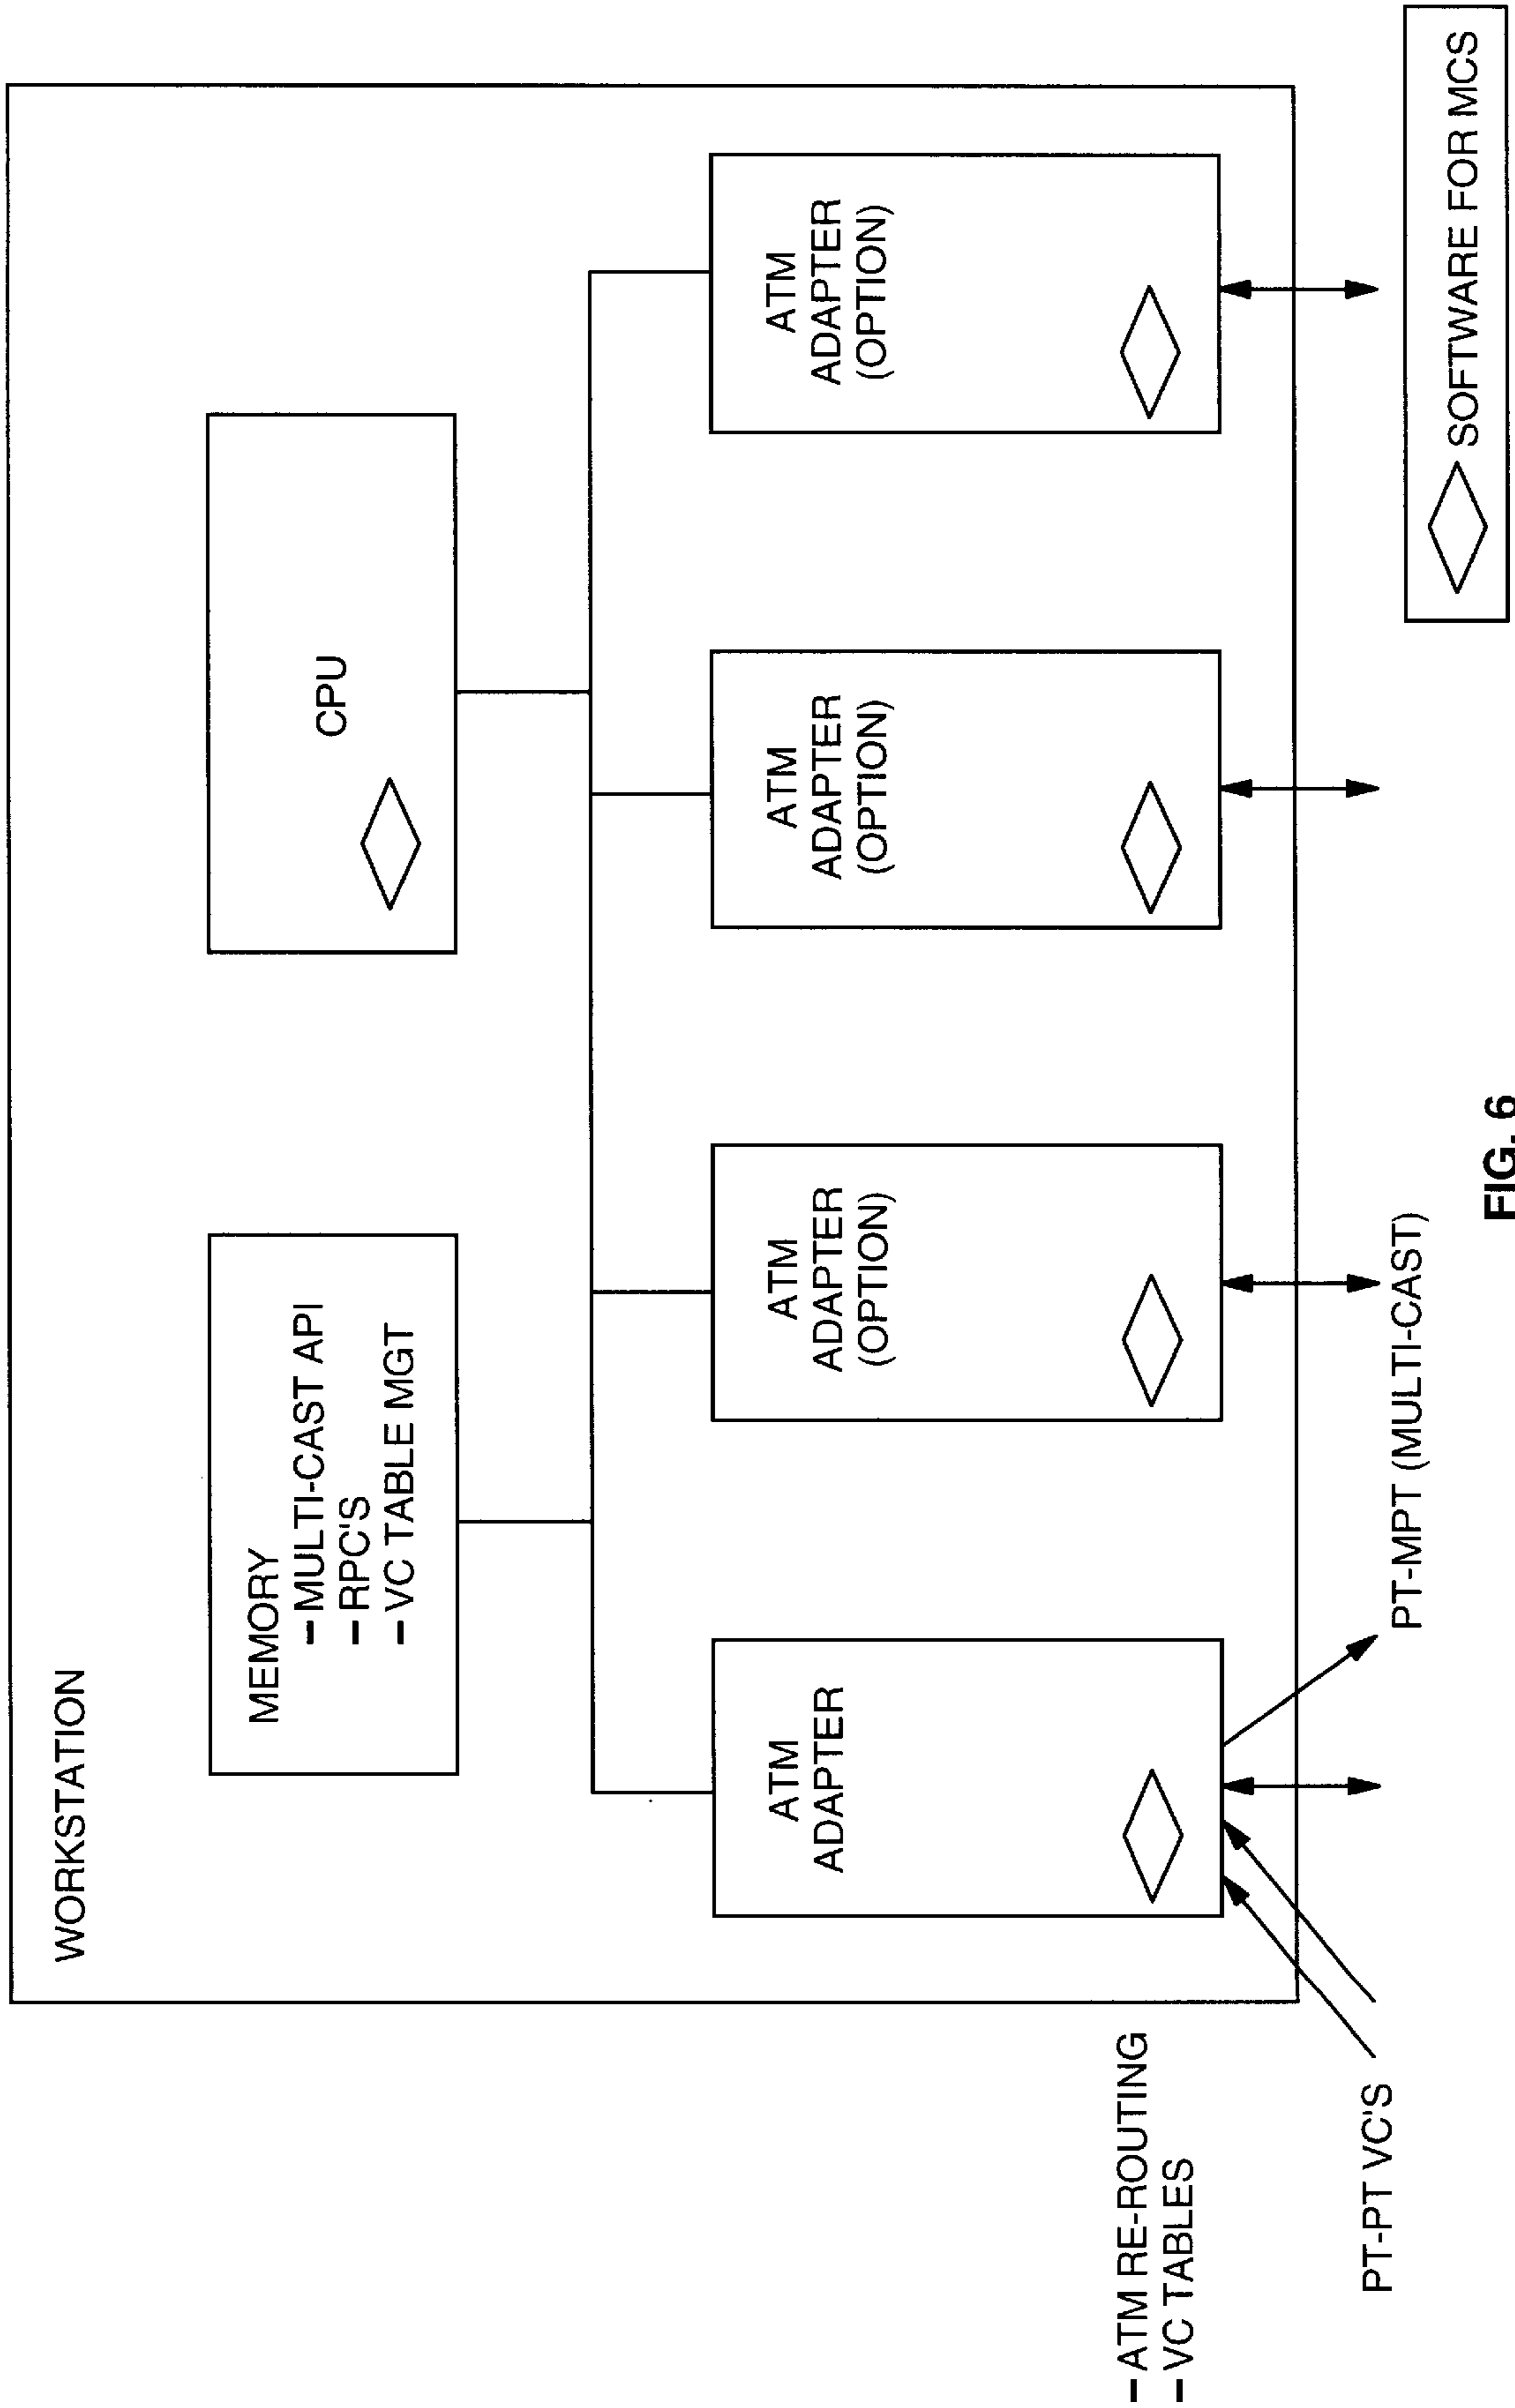 WORKSTATION
MEMORY
– MULTI-CAST API
– RPC'S
– VC TABLE MGT
CPU
ATM
ADAPTER
ATM
ADAPTER
(OPTION)
ATM
ADAPTER
(OPTION)
ATM
ADAPTER
(OPTION)
– ATM RE-ROUTING
– VC TABLES
PT-PT VC'S
PT-MPT (MULTI-CAST)
SOFTWARE FOR MCS
FIG. 6